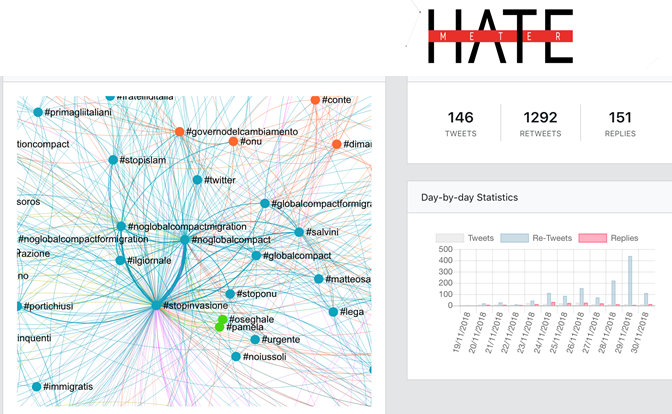 HATE
METER
#fratelliditalia
#conte
#primagliitaliani
#governodelcambiamento
tioncompact
#onu
#dimai
#stopislam
#twitter
soros
#globalcompactformigra
#noglobalcompactmigration
#salvini
#noglobalcompactformigration
#noglobalcompact
razione
#ilgiornale
#globalcompact
no
#matteosa
#stoponu
#portichiusi
#stopinvasione
#lega
#oseghale
#pamela
inquenti
#urgente
#noiussoli
#immigratis
146
1292
151
TWEETS
RETWEETS
REPLIES
Day-by-day Statistics
Tweets
Re-Tweets
Replies
500
400
300
200
100
0
19/11/2018
20/11/2018
21/11/2018
22/11/2018
23/11/2018
24/11/2018
25/11/2018
26/11/2018
27/11/2018
28/11/2018
29/11/2018
30/11/2018